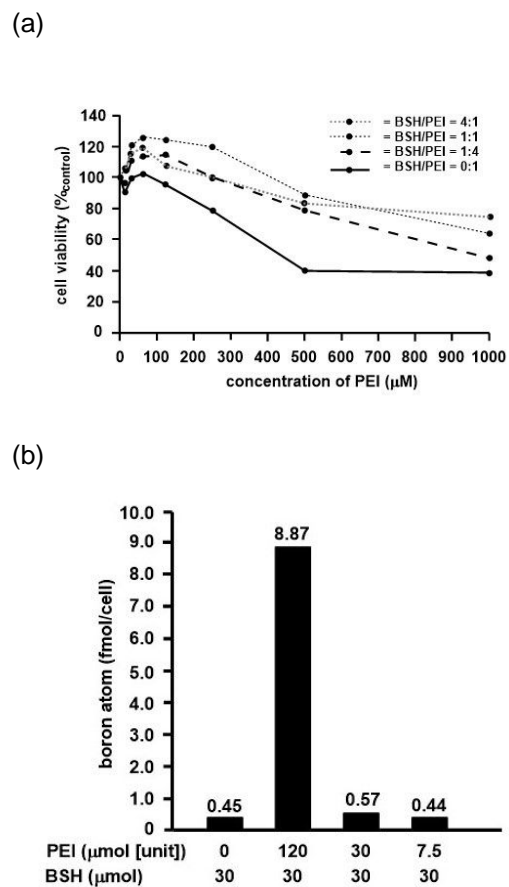 (a)
140
120
100
80
60
40
20
0
cell viability (%control)
= BSH/PEI = 4:1
= BSH/PEI = 1:1
= BSH/PEI = 1:4
= BSH/PEI = 0:1
0 100 200 300 400 500 600 700 800 900 1000
concentration of PEI (μM)
(b)
10.0
9.0
8.0
7.0
6.0
5.0
4.0
3.0
2.0
1.0
0
boron atom (fmol/cell)
0.45 8.87 0.57 0.44
PEI (μmol [unit]) 0 120 30 7.5
BSH (μmol) 30 30 30 30